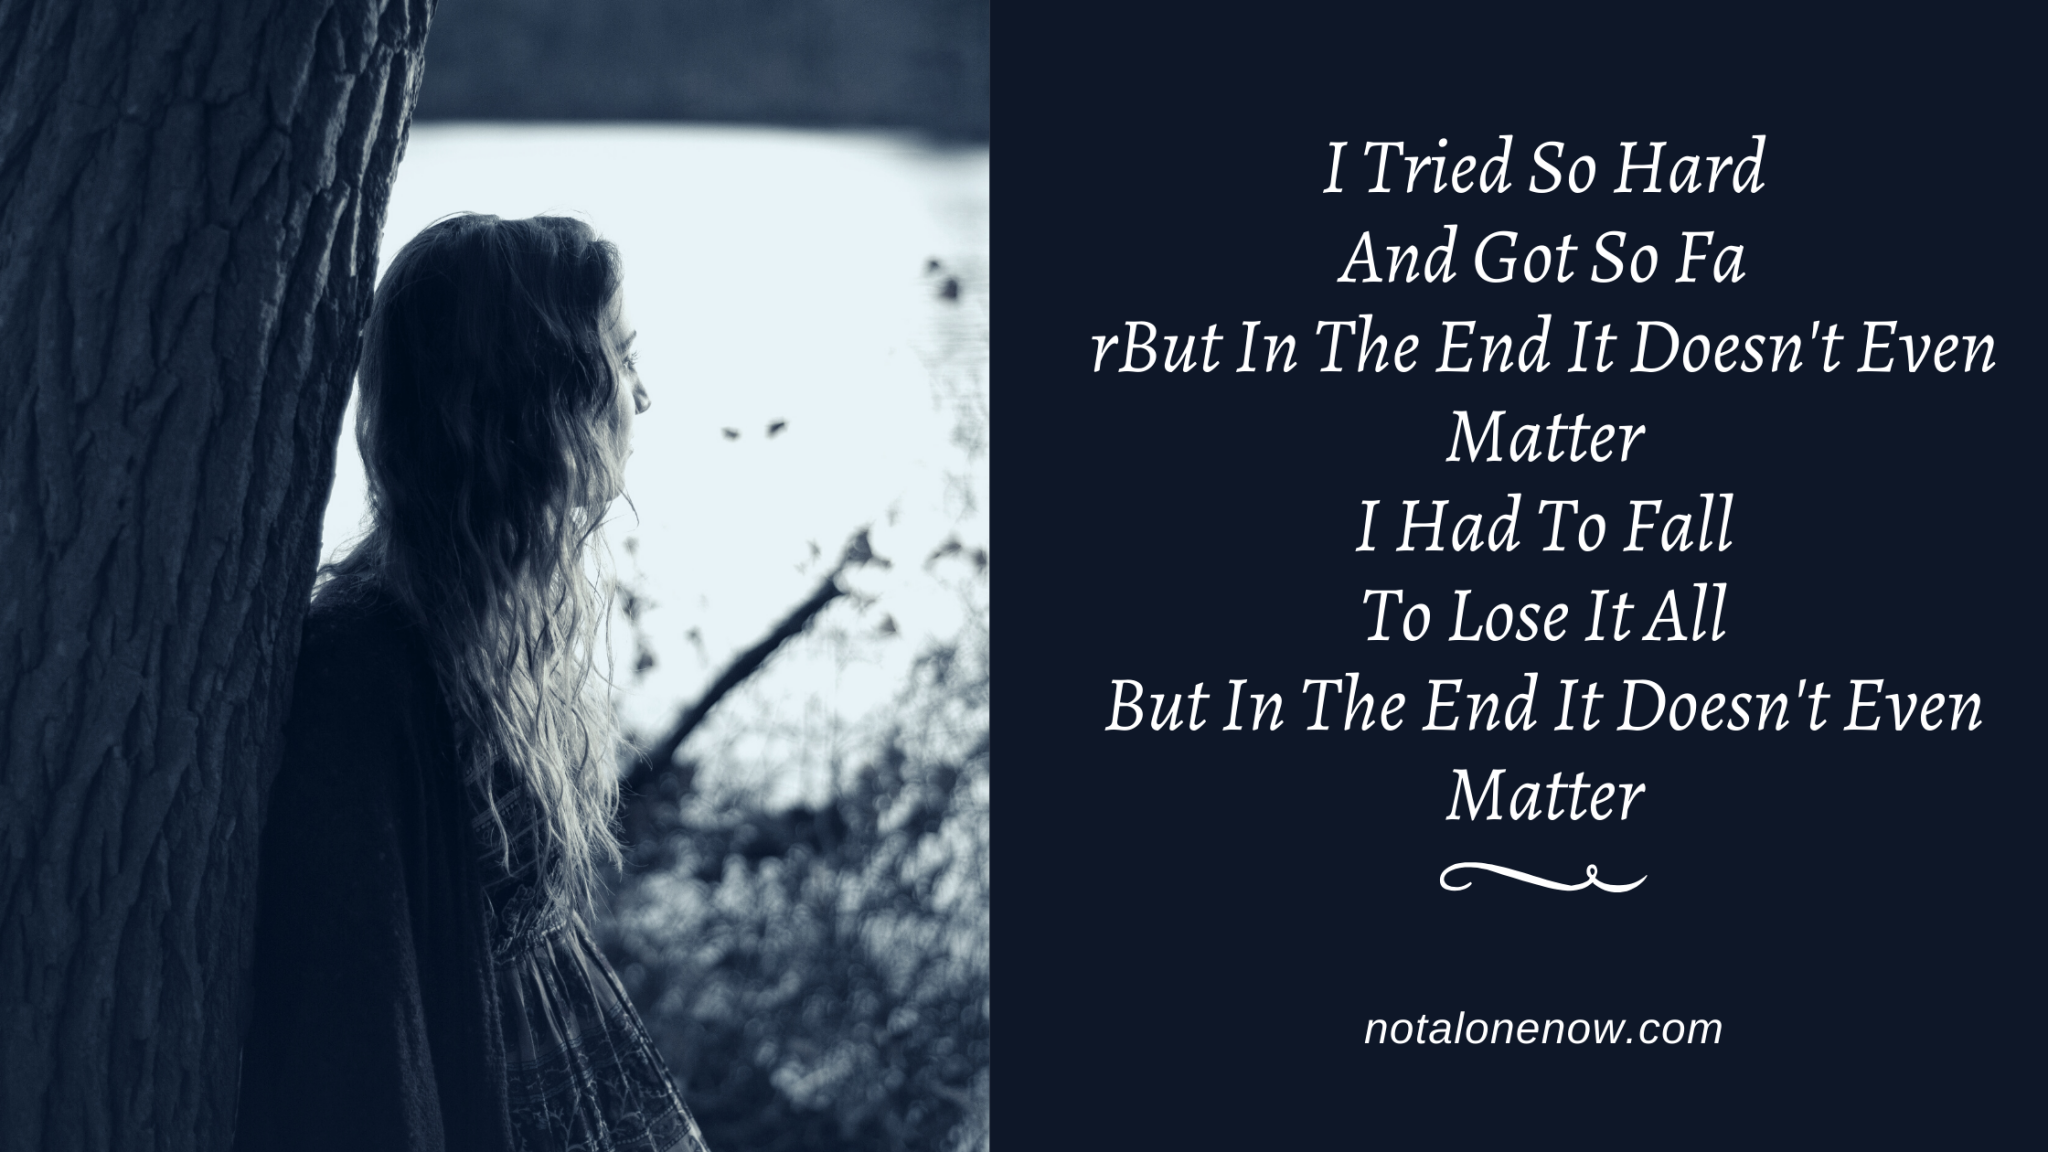 I Tried So Hard
And Got So Fa
rBut In The End It Doesn't Even
Matter
I Had To Fall
To Lose It All
But In The End It Doesn't Even
Matter
notalonenow.com